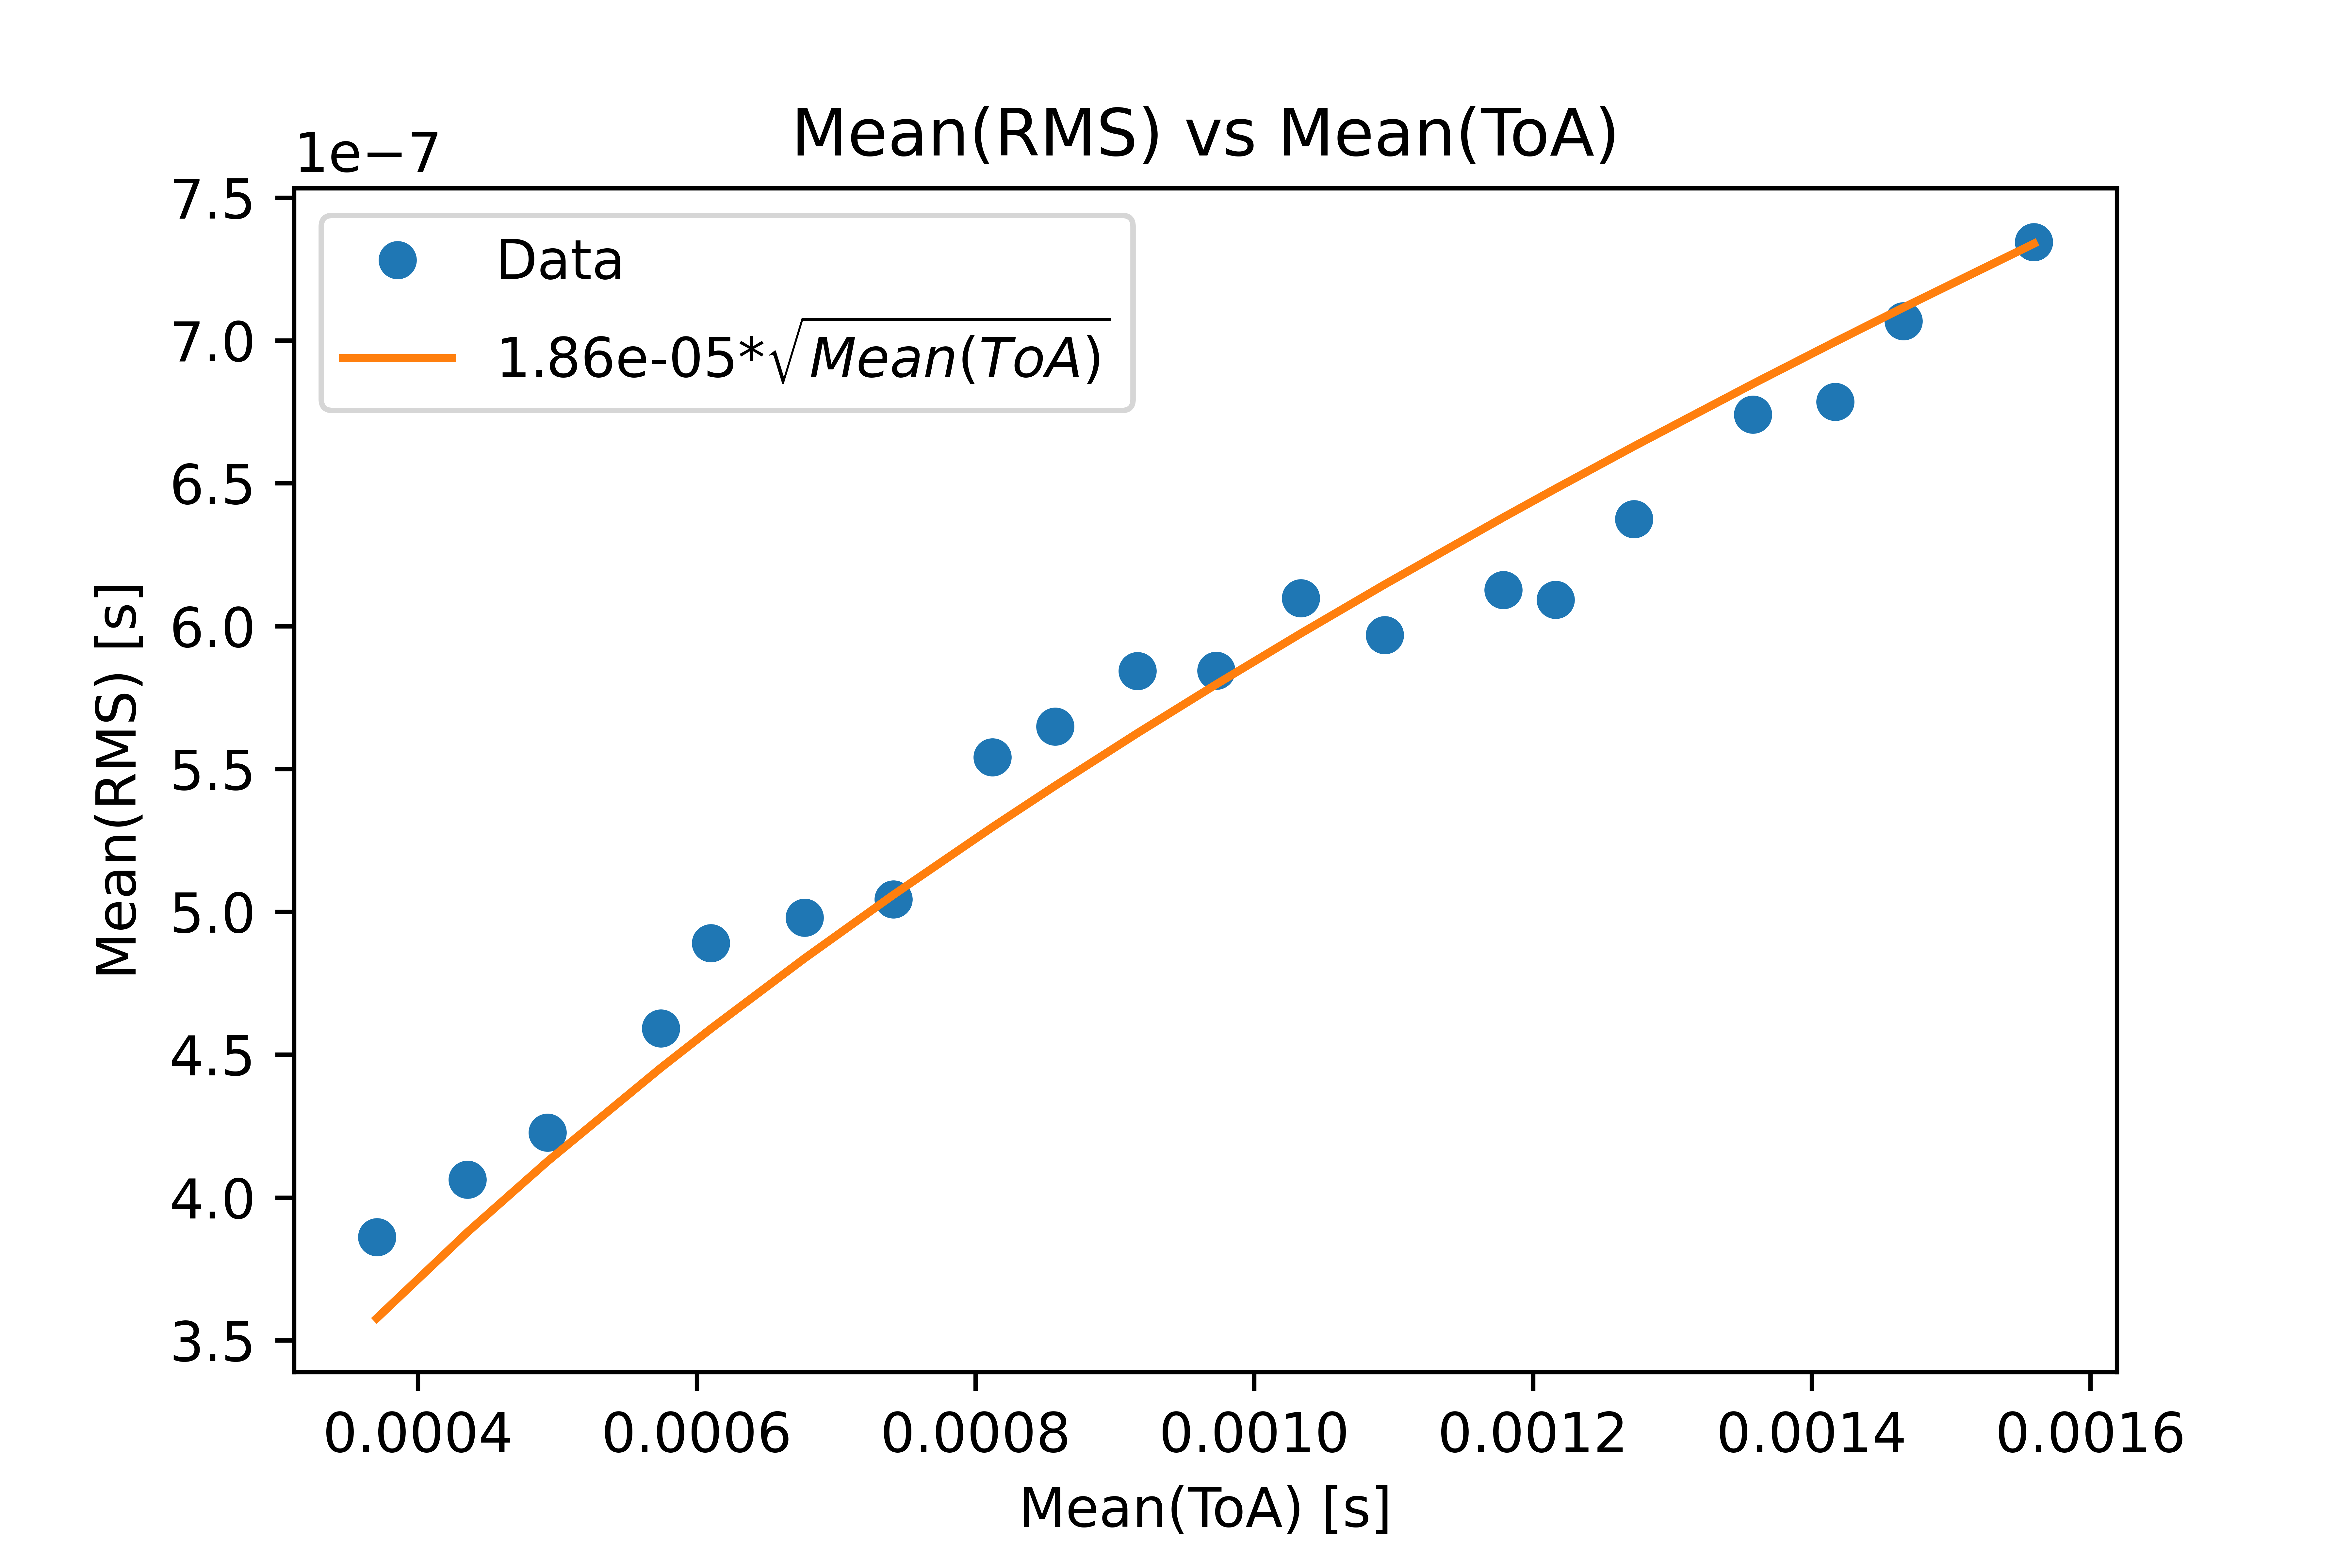 Mean(RMS) vs Mean(ToA)
1e−7
7.5
7.0
6.5
6.0
5.5
5.0
4.5
4.0
3.5
Mean(RMS) [s]
Data
1.86e-05*√Mean(ToA)
0.0004 0.0006 0.0008 0.0010 0.0012 0.0014 0.0016
Mean(ToA) [s]